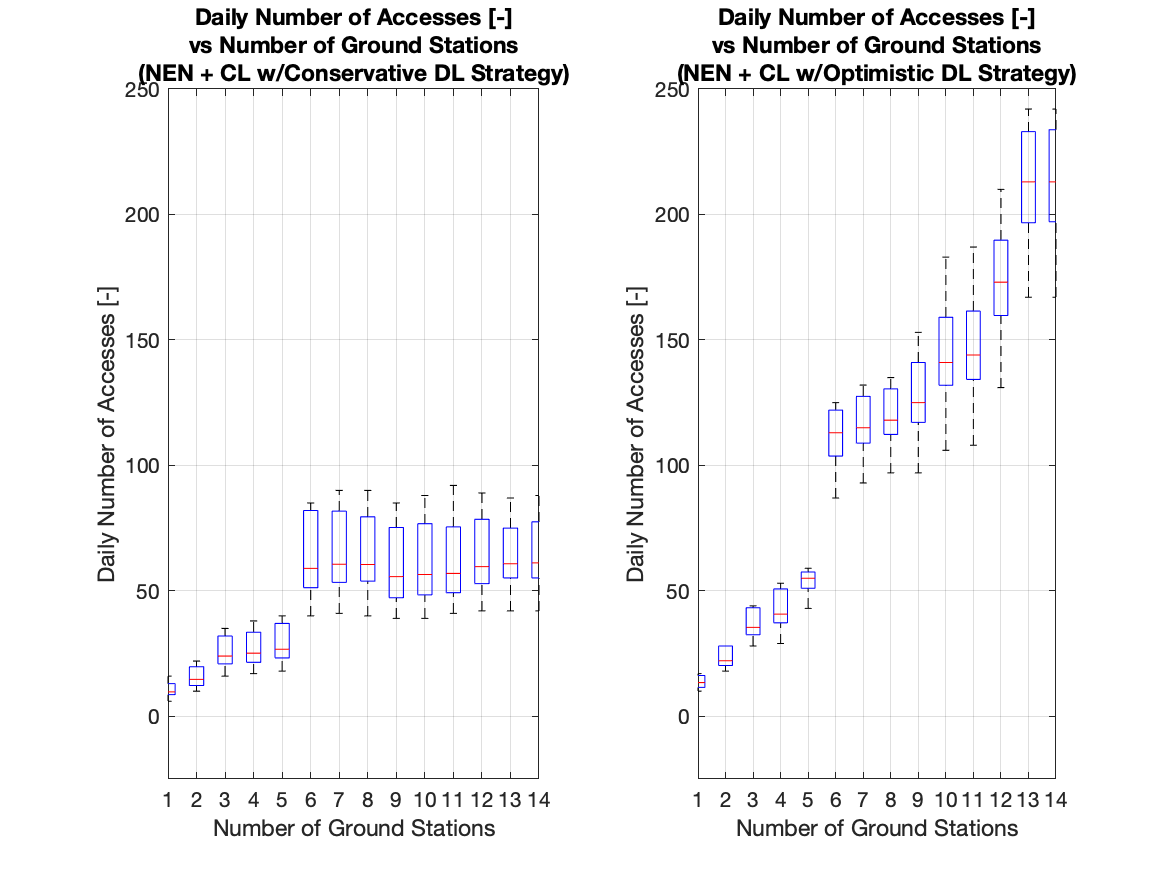 Daily Number of Accesses [-]
vs Number of Ground Stations
(NEN + CL w/Conservative DL Strategy)
250
200
150
100
50
0
Daily Number of Accesses [-]
1 2 3 4 5 6 7 8 9 10 11 12 13 14
Number of Ground Stations
Daily Number of Accesses [-]
vs Number of Ground Stations
(NEN + CL w/Optimistic DL Strategy)
250
200
150
100
50
0
Daily Number of Accesses [-]
1 2 3 4 5 6 7 8 9 10 11 12 13 14
Number of Ground Stations